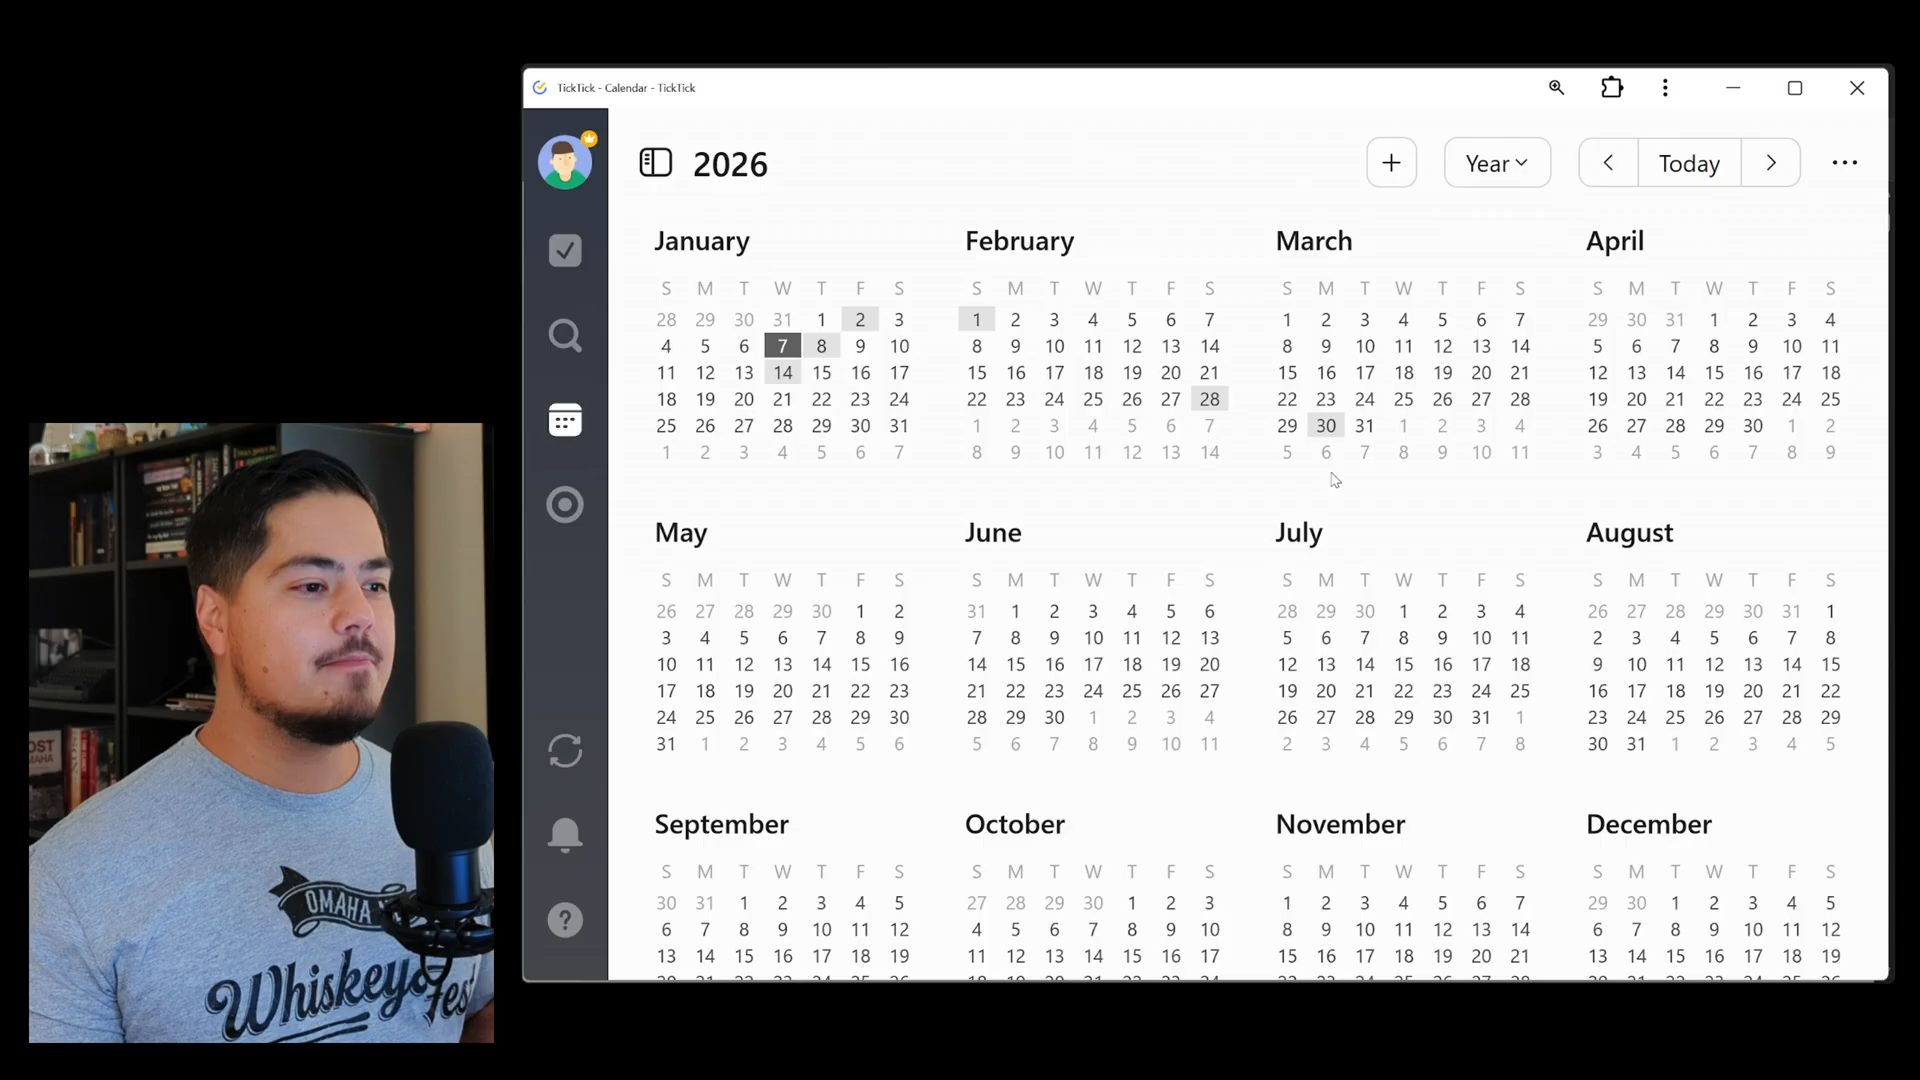 TickTick - Calendar - TickTick
2026
Year
Today
January February March April
S M T W T F S S M T W T F S S M T W T F S S M T W T F S
28 29 30 31 1 2 3 1 2 3 4 5 6 7 1 2 3 4 5 6 7 29 30 31 1 2 3 4
4 5 6 7 8 9 10 8 9 10 11 12 13 14 8 9 10 11 12 13 14 5 6 7 8 9 10 11
11 12 13 14 15 16 17 15 16 17 18 19 20 21 15 16 17 18 19 20 21 12 13 14 15 16 17 18
18 19 20 21 22 23 24 22 23 24 25 26 27 28 22 23 24 25 26 27 28 19 20 21 22 23 24 25
25 26 27 28 29 30 31 1 2 3 4 5 6 7 29 30 31 1 2 3 4 26 27 28 29 30 1 2
1 2 3 4 5 6 7 8 9 10 11 12 13 14 5 6 7 8 9 10 11 3 4 5 6 7 8 9
May June July August
S M T W T F S S M T W T F S S M T W T F S S M T W T F S
26 27 28 29 30 1 2 31 1 2 3 4 5 6 28 29 30 1 2 3 4 26 27 28 29 30 31 1
3 4 5 6 7 8 9 7 8 9 10 11 12 13 5 6 7 8 9 10 11 2 3 4 5 6 7 8
10 11 12 13 14 15 16 14 15 16 17 18 19 20 12 13 14 15 16 17 18 9 10 11 12 13 14 15
17 18 19 20 21 22 23 21 22 23 24 25 26 27 19 20 21 22 23 24 25 16 17 18 19 20 21 22
24 25 26 27 28 29 30 28 29 30 1 2 3 4 26 27 28 29 30 31 1 23 24 25 26 27 28 29
31 1 2 3 4 5 6 5 6 7 8 9 10 11 2 3 4 5 6 7 8 30 31 1 2 3 4 5
September October November December
S M T W T F S S M T W T F S S M T W T F S S M T W T F S
30 31 1 2 3 4 5 27 28 29 30 1 2 3 1 2 3 4 5 6 7 29 30 1 2 3 4 5
6 7 8 9 10 11 12 4 5 6 7 8 9 10 8 9 10 11 12 13 14 6 7 8 9 10 11 12
13 14 15 16 17 18 19 11 12 13 14 15 16 17 15 16 17 18 19 20 21 13 14 15 16 17 18 19
OMAHA
Whiskey
fest
OST
MAHA